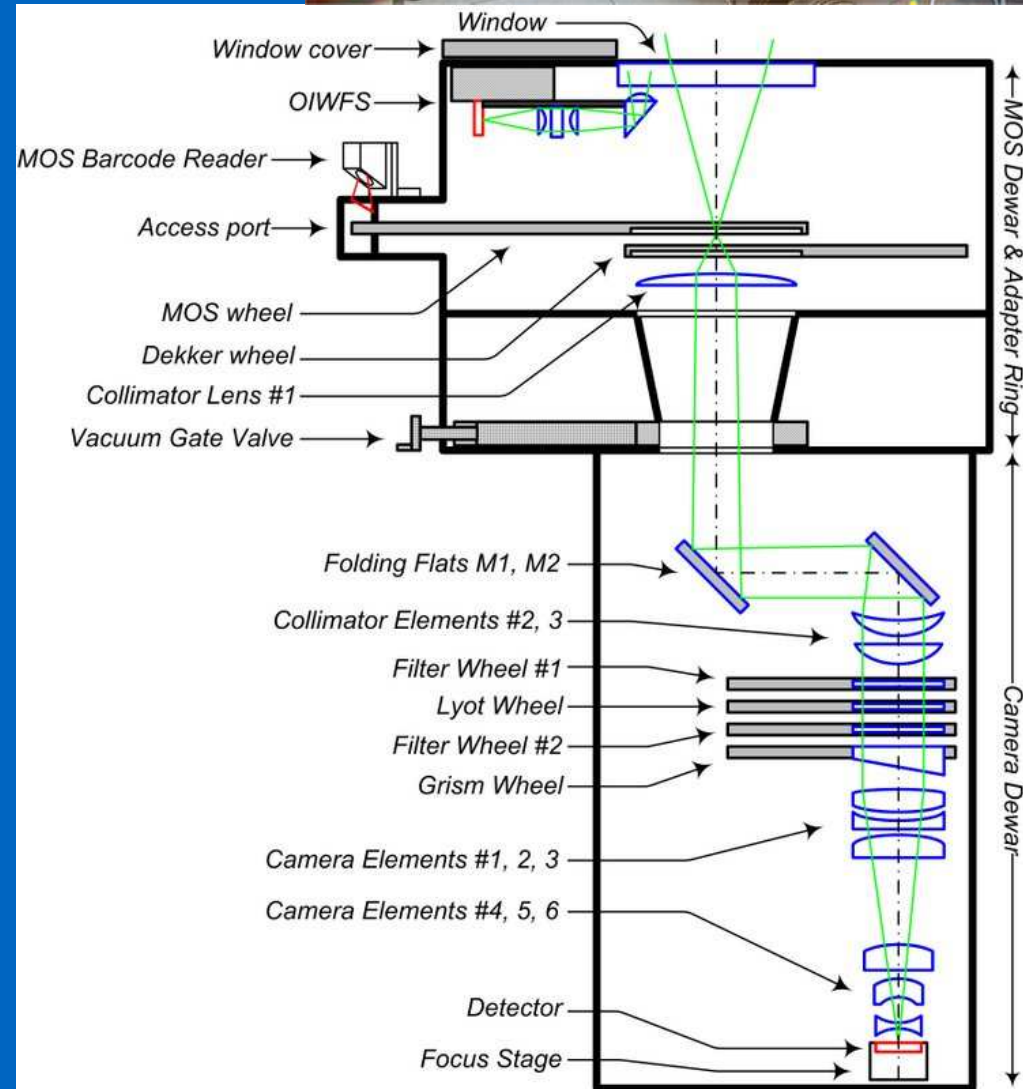 Window
Window cover
OIWFS
MOS Barcode Reader
Access port
MOS wheel
Dekker wheel
Collimator Lens #1
Vacuum Gate Valve
MOS Dewar & Adapter Ring
Folding Flats M1, M2
Collimator Elements #2, 3
Filter Wheel #1
Lyot Wheel
Filter Wheel #2
Grism Wheel
Camera Elements #1, 2, 3
Camera Elements #4, 5, 6
Detector
Focus Stage
Camera Dewar